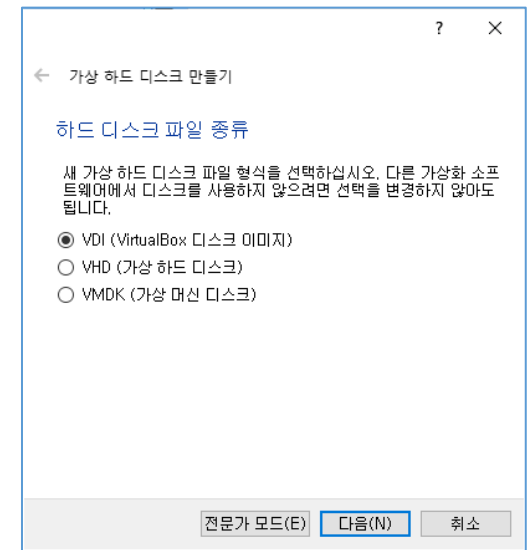 ?
가상 하드 디스크 만들기
하드 디스크 파일 종류
새 가상 하드 디스크 파일 형식을 선택하십시오. 다른 가상화 소프
트웨어에서 디스크를 사용하지 않으려면 선택을 변경하지 않아도
됩니다.
VDI (VirtualBox 디스크 이미지)
VHD (가상 하드 디스크)
VMDK (가상 머신 디스크)
전문가 모드(E) 다음(N) 취소